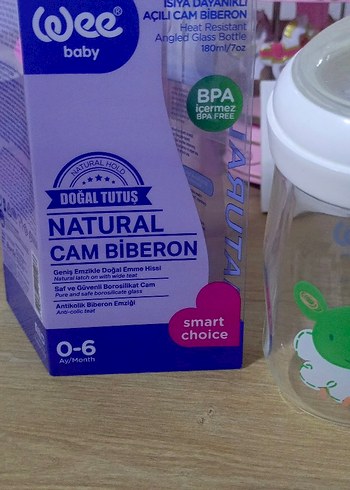 Wee®
baby
ISIYA DAYANIKLI
AÇILI CAM BİBERON
Heat Resistant
Angled Glass Bottle
180ml/7oz
BPA
içermez
BPA FREE
NATURAL HOLD
DOĞAL TUTUŞ
NATURAL
CAM BİBERON
Geniş Emzikle Doğal Emme Hissi
Natural latch on with wide teat
Saf ve Güvenli Borosilikat Cam
Pure and safe borosilicate glass
Antikolik Biberon Emziği
Anti-colic teat
smart
choice
0-6
Ay/Month